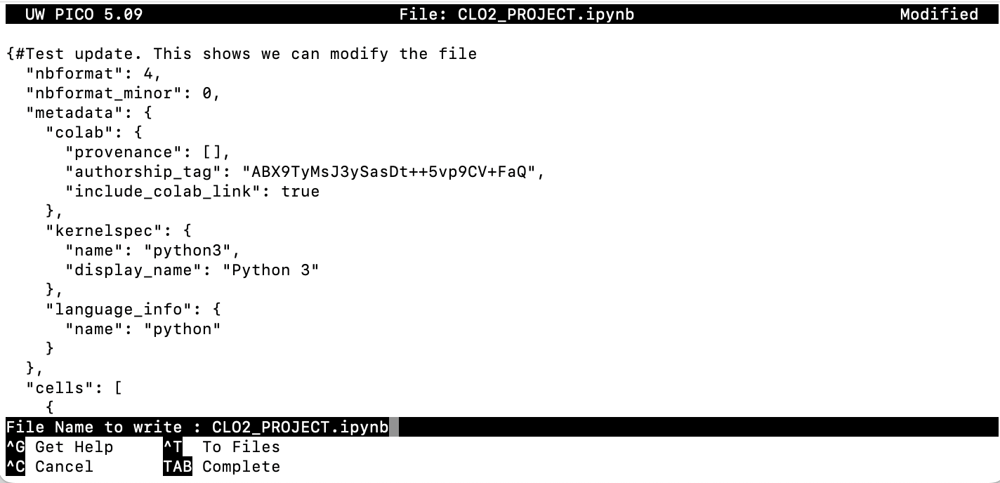 UW PICO 5.09 File: CLO2_PROJECT.ipynb Modified
{#Test update. This shows we can modify the file
"nbformat": 4,
"nbformat_minor": 0,
"metadata": {
"colab": {
"provenance": [],
"authorship_tag": "ABX9TyMsJ3ySasDt++5vp9CV+FaQ",
"include_colab_link": true
},
"kernelspec": {
"name": "python3",
"display_name": "Python 3"
},
"language_info": {
"name": "python"
}
},
"cells": [
{
File Name to write : CLO2_PROJECT.ipynb
^G Get Help ^T To Files
^C Cancel TAB Complete